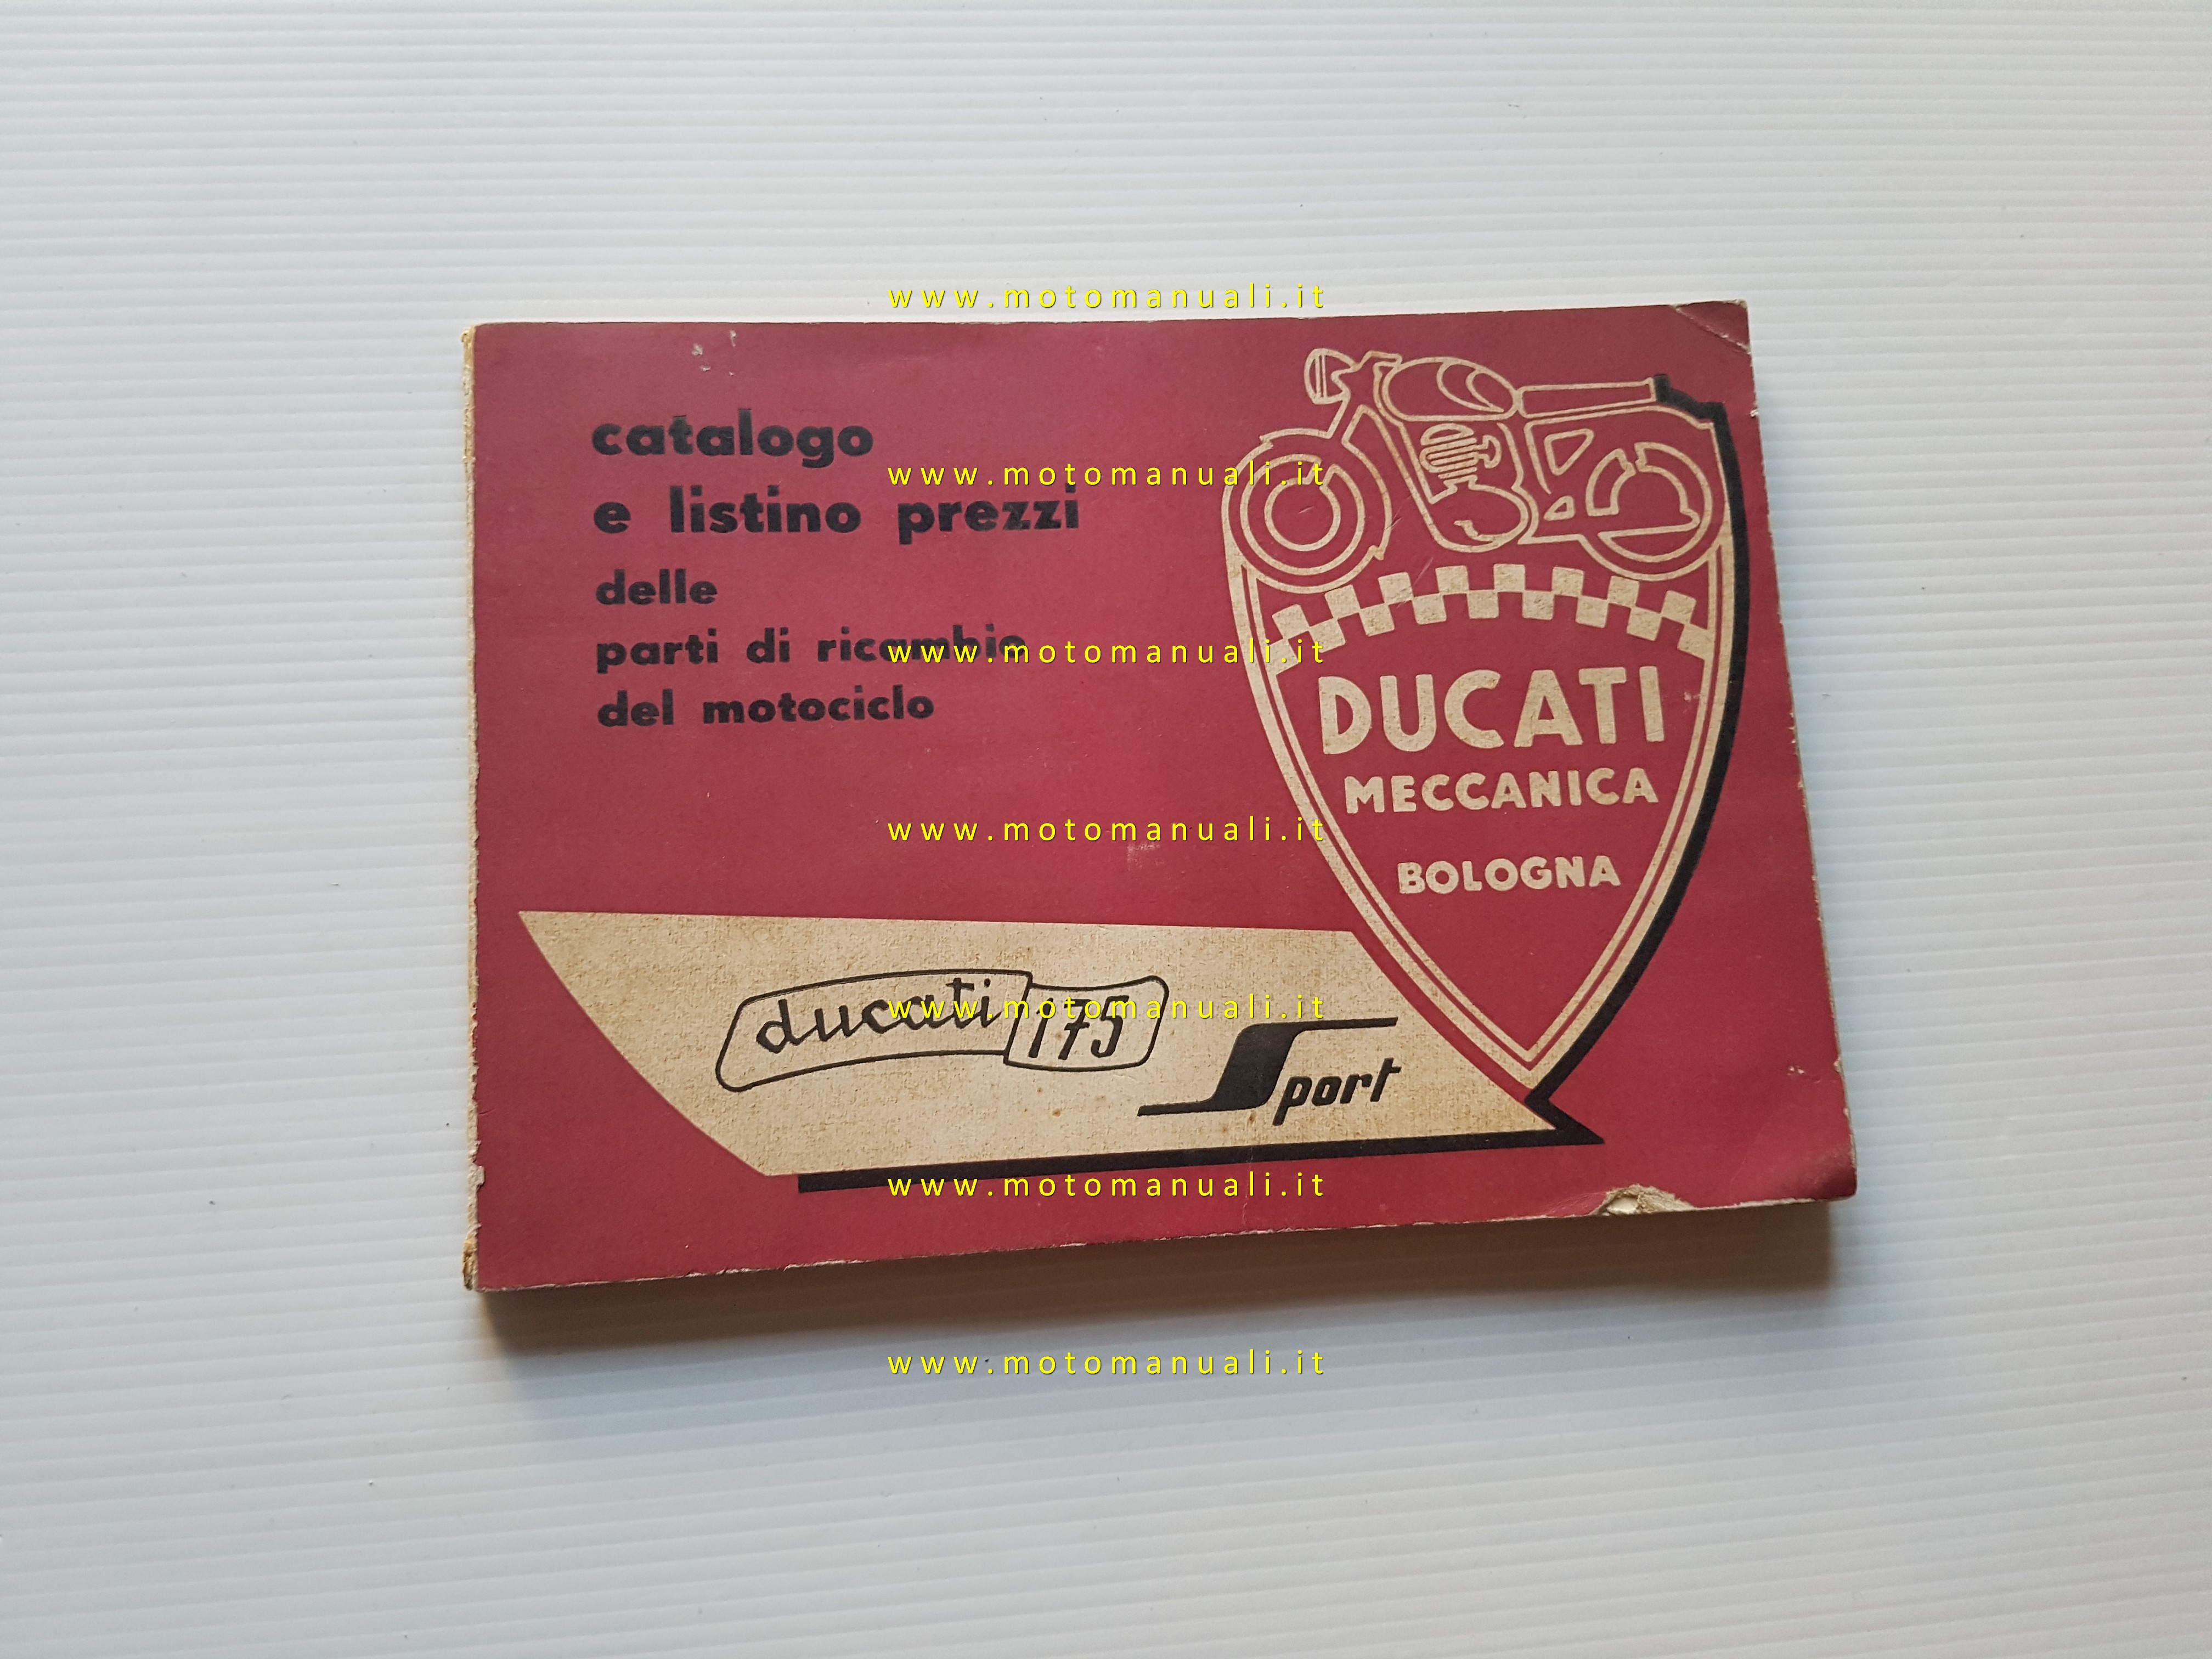 www.motomanuali.it
catalogo
www.motomanuali.it
e listino prezzi
delle
parti di ricambio
www.motomanuali.it
del motociclo
DUCATI
MECCANICA
www.motomanuali.it
BOLOGNA
ducati 175
www.motomanuali.it
Sport
www.motomanuali.it
www.motomanuali.it